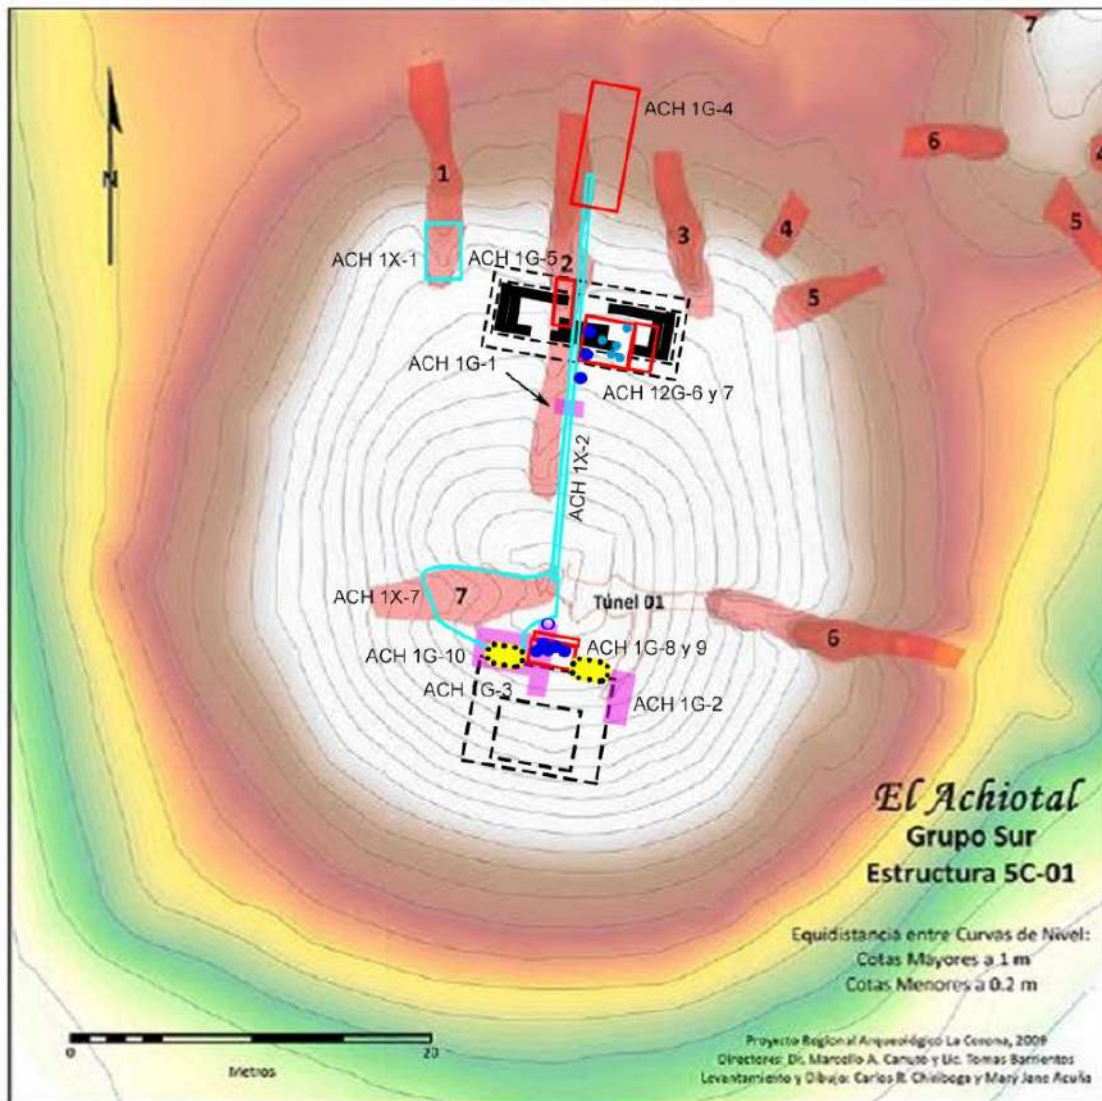 7
ACH 1G-4
6
4
1
5
4
3
N
ACH 1X-1
ACH 1G-5
2
5
ACH 1G-1
ACH 12G-6 y 7
ACH 1X-2
ACH 1X-7
7
Túnel 01
6
ACH 1G-10
ACH 1G-8 y 9
ACH 1G-3
ACH 1G-2
El Achiotal
Grupo Sur
Estructura 5C-01
Equidistancia entre Curvas de Nivel:
Cotas Mayores a 1 m
Cotas Menores a 0.2 m
0
20
Metros
Proyecto Regional Arqueológico La Corona, 2009
Directores: Dr. Marcello A. Canuto y Lic. Tomas Barrientos
Levantamiento y Dibujo: Carlos R. Chiriboga y Mary Jane Acuña